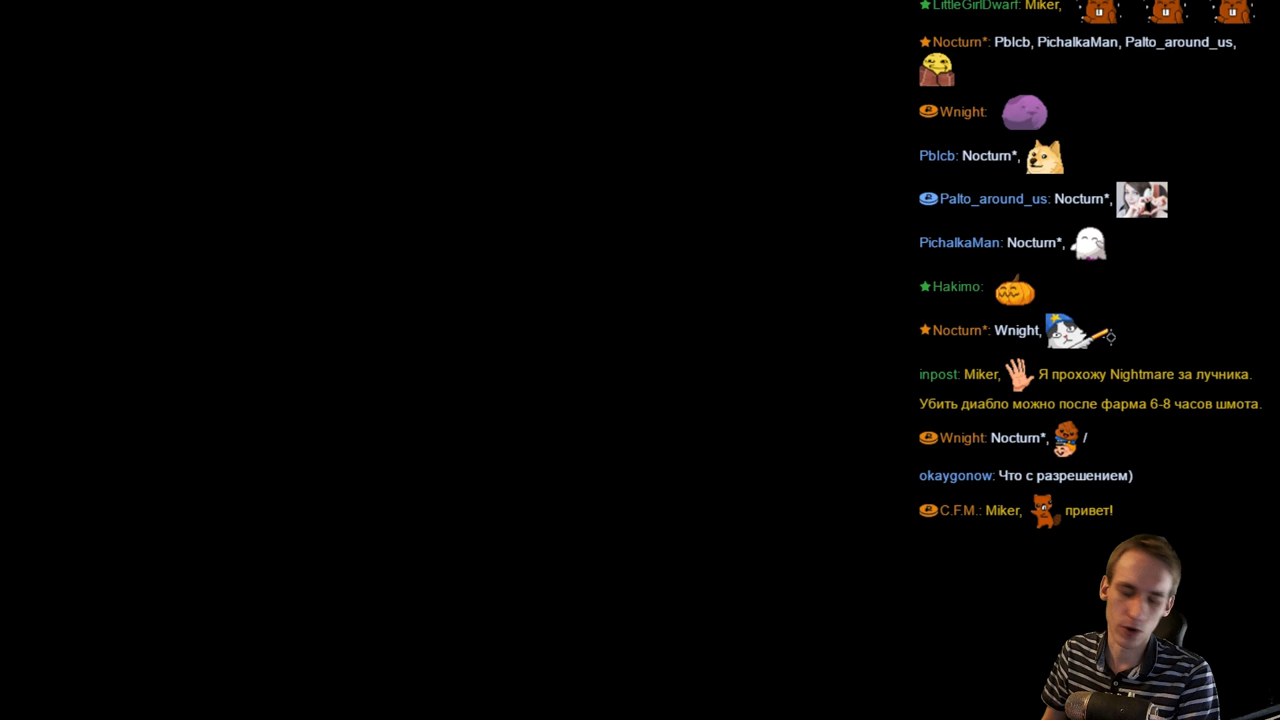 LittleGirlDwarf: Miker,
Nocturn*: Pblcb, PichalkaMan, Palto_around_us,
Wnight:
Pblcb: Nocturn*,
Palto_around_us: Nocturn*,
PichalkaMan: Nocturn*,
Hakimo:
Nocturn*: Wnight,
inpost: Miker, Я прохожу Nightmare за лучника.
Убить диабло можно после фарма 6-8 часов шмота.
Wnight: Nocturn*, /
okaygonow: Что с разрешением)
C.F.M.: Miker, привет!